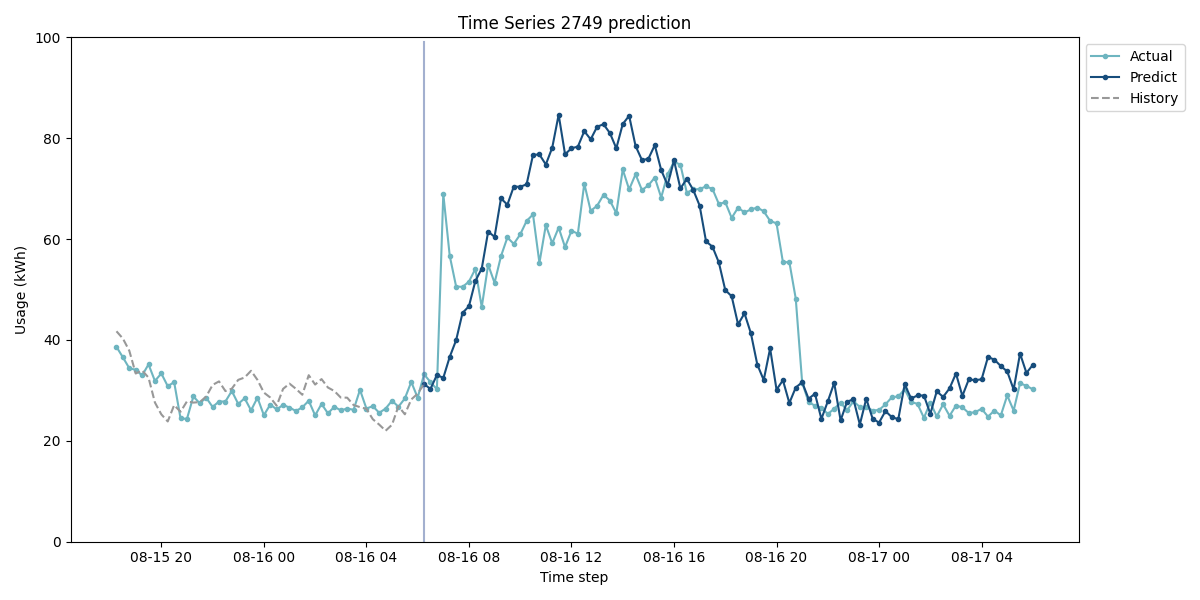 Time Series 2749 prediction
100
80
60
40
20
0
Usage (kWh)
08-15 20
08-16 00
08-16 04
08-16 08
08-16 12
08-16 16
08-16 20
08-17 00
08-17 04
Time step
Actual
Predict
History